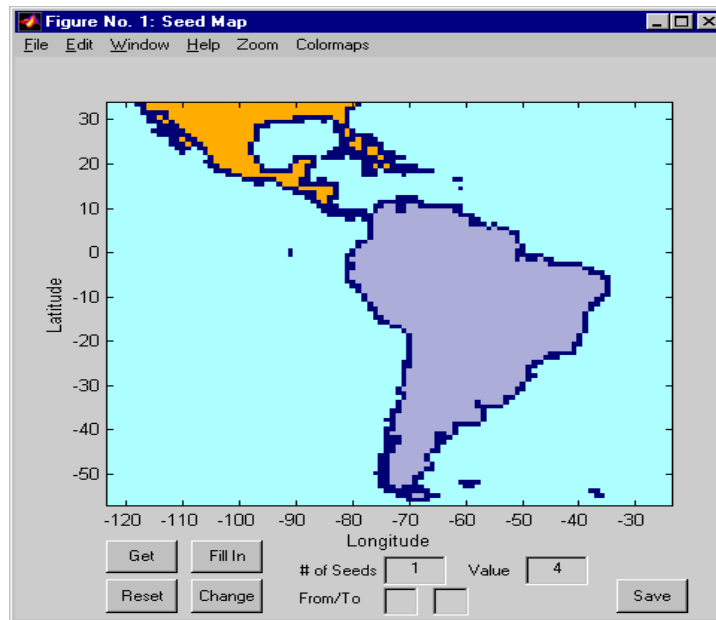 Figure No. 1: Seed Map
File Edit Window Help Zoom Colormaps
30
20
10
0
-10
-20
-30
-40
-50
Latitude
-120 -110 -100 -90 -80 -70 -60 -50 -40 -30
Longitude
Get Fill In
# of Seeds 1 Value 4
Reset Change From/To Save